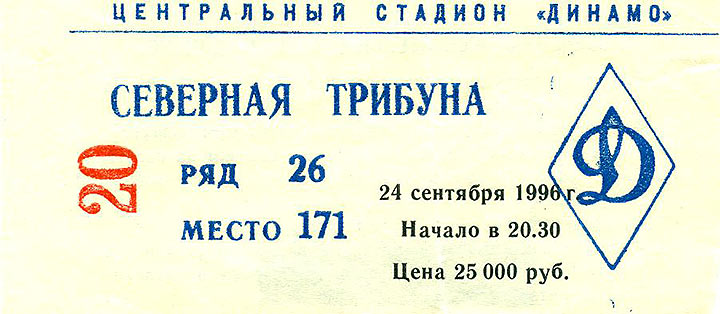 ЦЕНТРАЛЬНЫЙ СТАДИОН «ДИНАМО»
СЕВЕРНАЯ ТРИБУНА
20
РЯД 26
МЕСТО 171
24 сентября 1996 г.
Начало в 20.30
Цена 25 000 руб.
Д